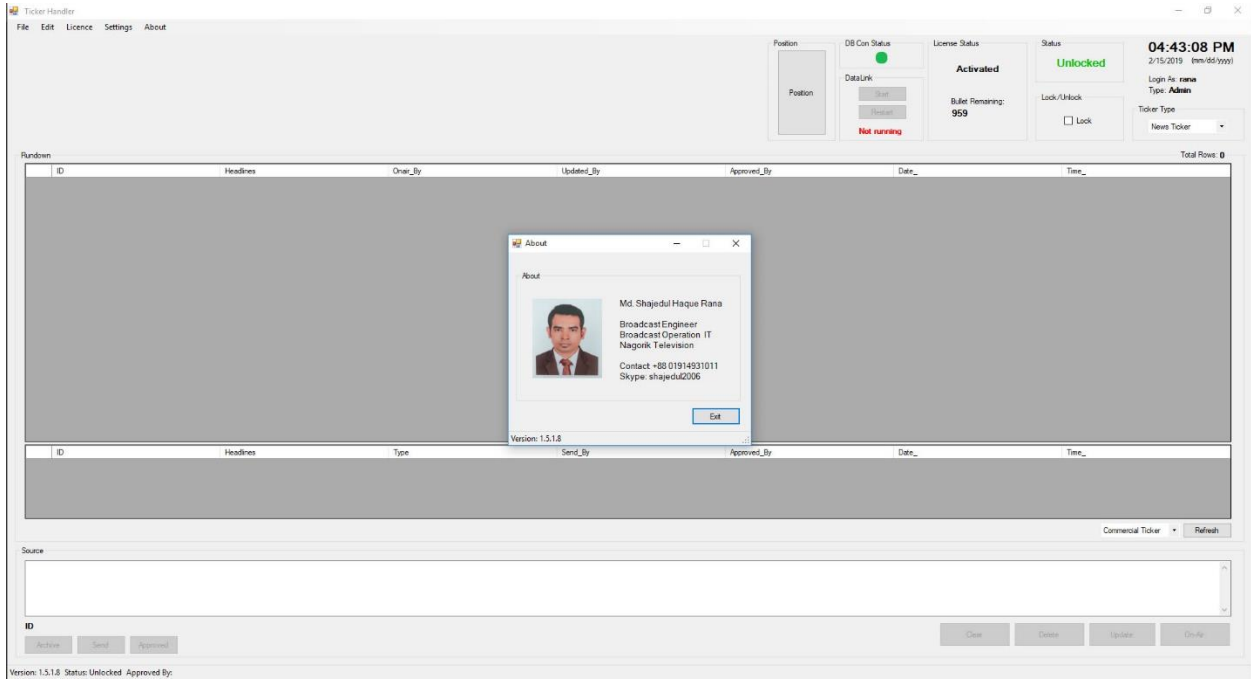 Ticker Handler
File Edit Licence Settings About
Position
Position
DB Con Status
DataLink
Start
Restart
Not running
License Status
Activated
Bullet Remaining:
959
Status
Unlocked
Lock/Unlock
Lock
04:43:08 PM
2/15/2019 (mm/dd/yyyy)
Login As: rana
Type: Admin
Ticker Type
News Ticker
Rundown
Total Rows: 0
ID Headlines Onair_By Updated_By Approved_By Date_ Time_
About
About
Md. Shajedul Haque Rana
Broadcast Engineer
Broadcast Operation IT
Nagorik Television
Contact: +88 01914931011
Skype: shajedul2006
Exit
Version: 1.5.1.8
ID Headlines Type Send_By Approved_By Date_ Time_
Commercial Ticker Refresh
Source
ID
Archive Send Approved Clear Delete Update On-Air
Version: 1.5.1.8 Status: Unlocked Approved By: